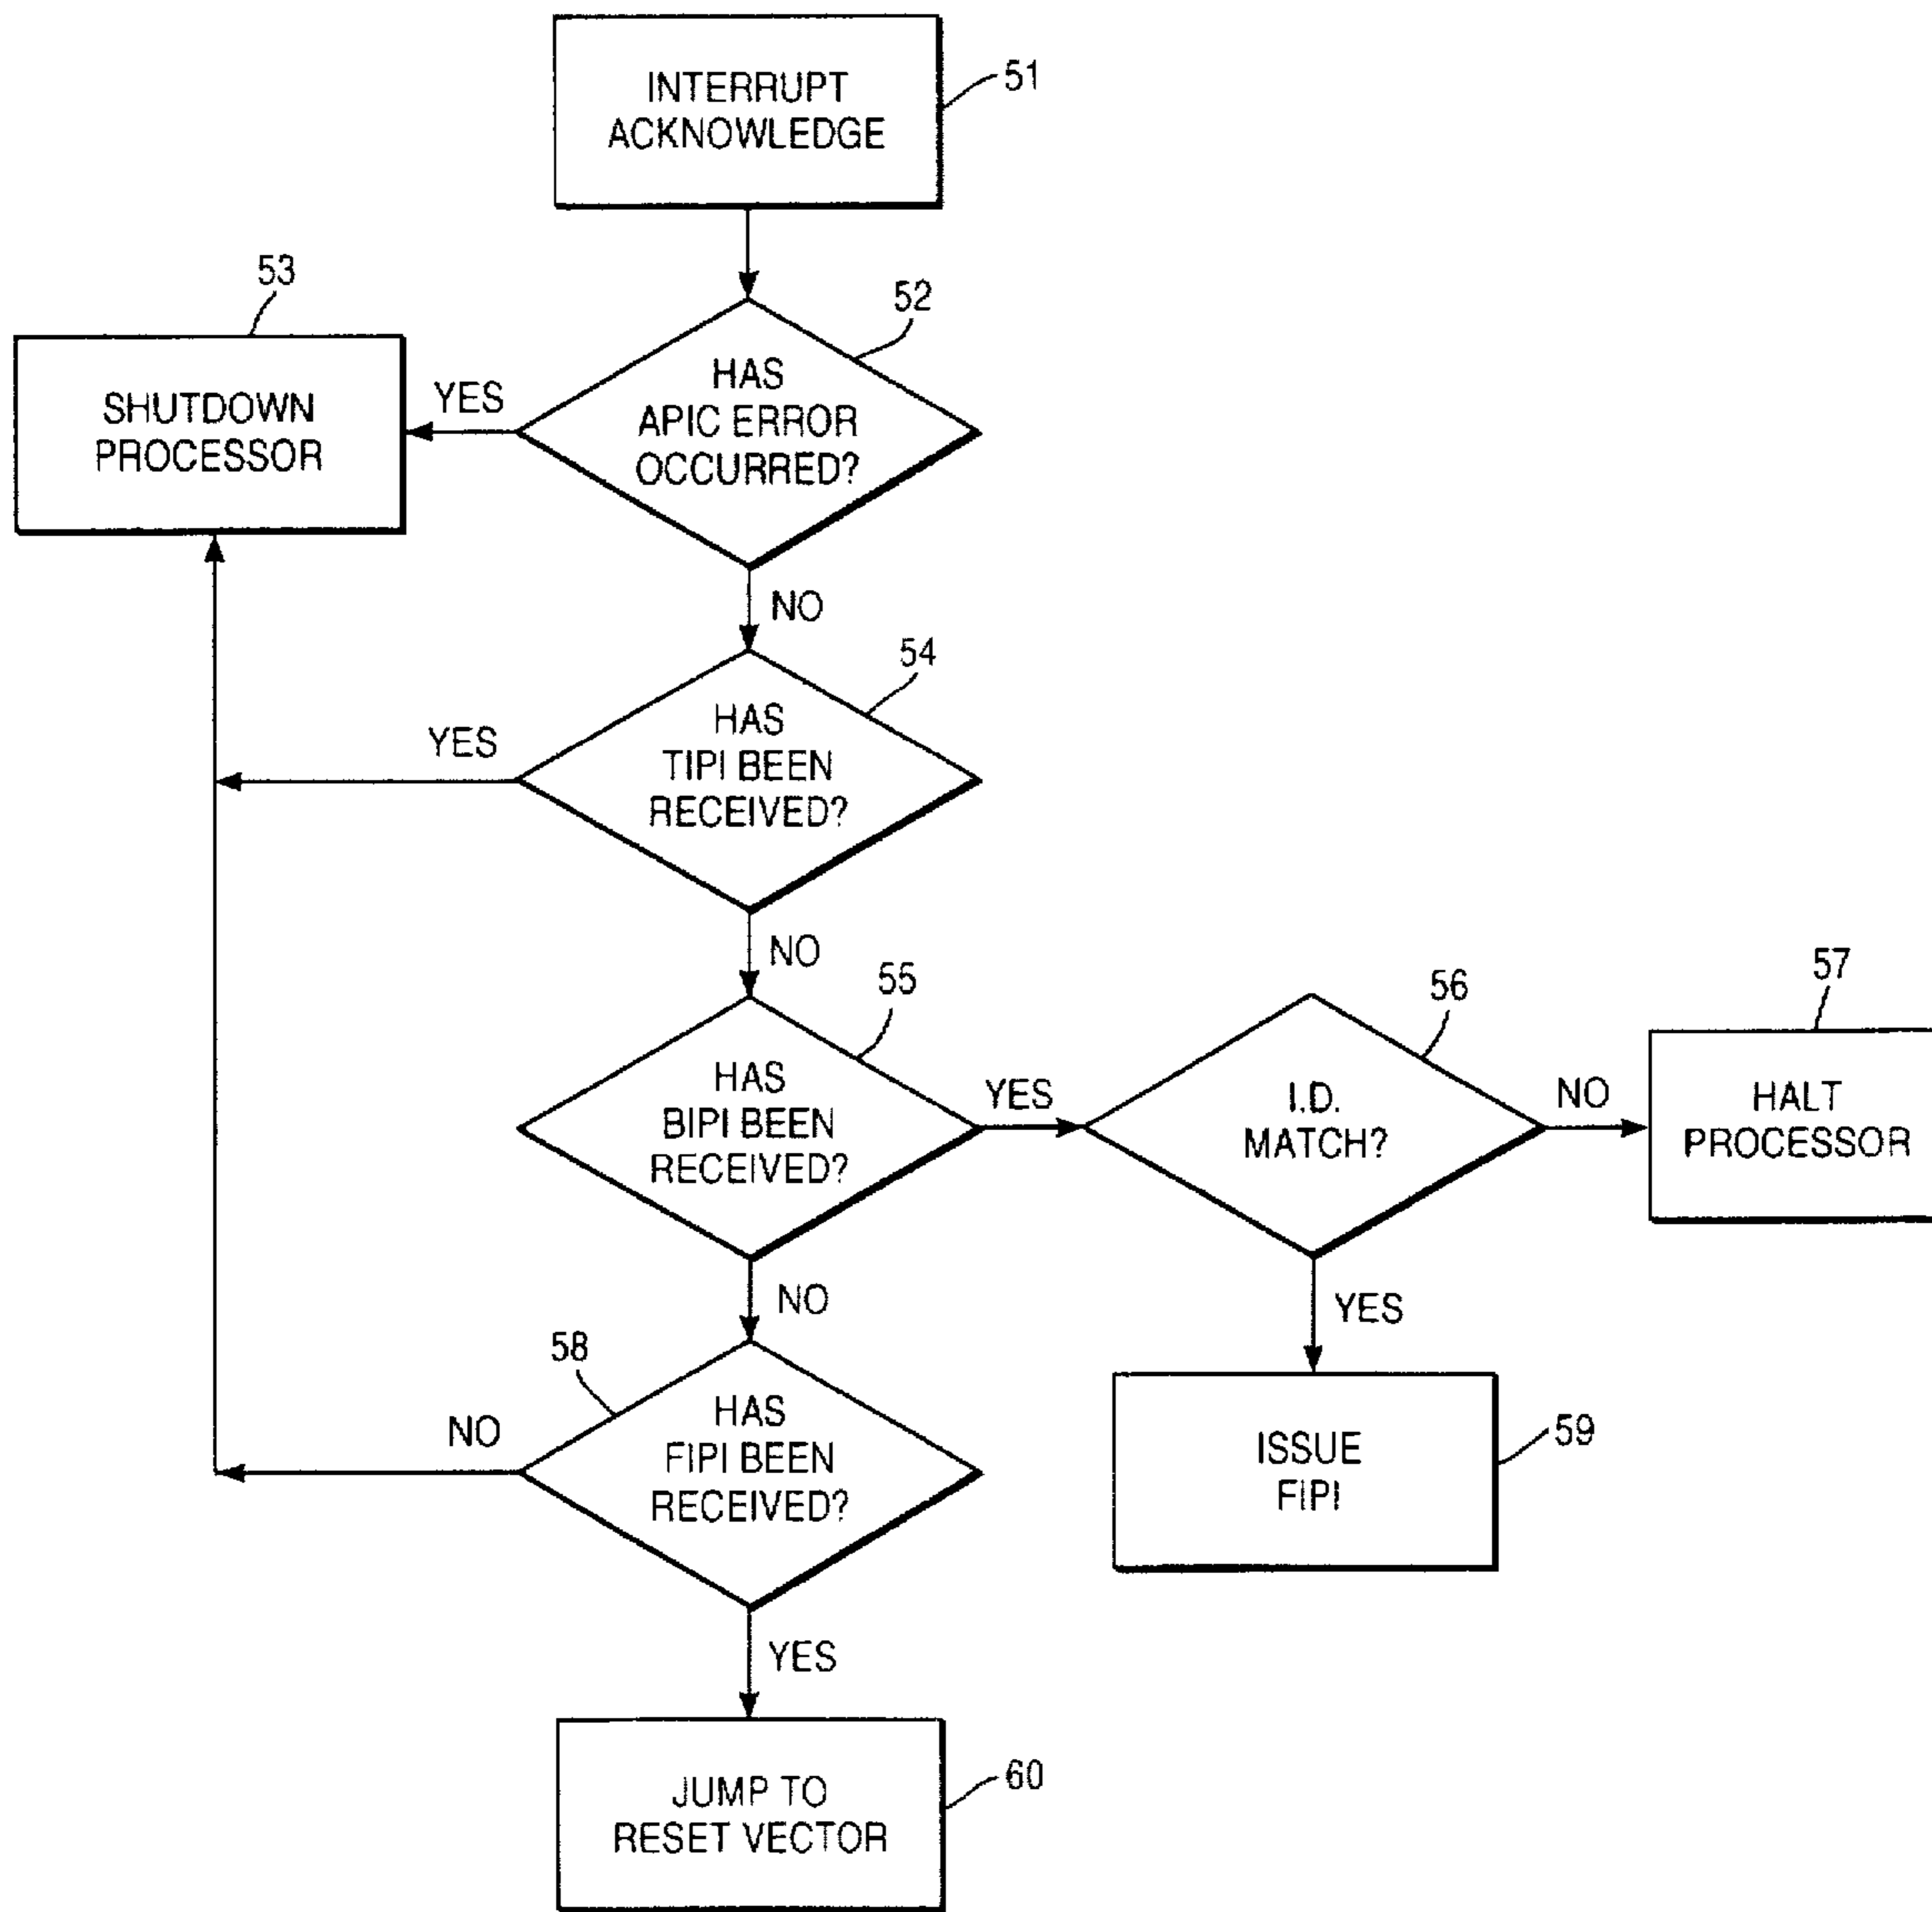 INTERRUPT
ACKNOWLEDGE
51
53
52
SHUTDOWN
PROCESSOR
YES
HAS
APIC ERROR
OCCURRED?
NO
54
YES
HAS
TIPI BEEN
RECEIVED?
NO
55
56
57
HAS
BIPI BEEN
RECEIVED?
YES
I.D.
MATCH?
NO
HALT
PROCESSOR
NO
YES
58
NO
HAS
FIPI BEEN
RECEIVED?
ISSUE
FIPI
59
YES
JUMP TO
RESET VECTOR
60